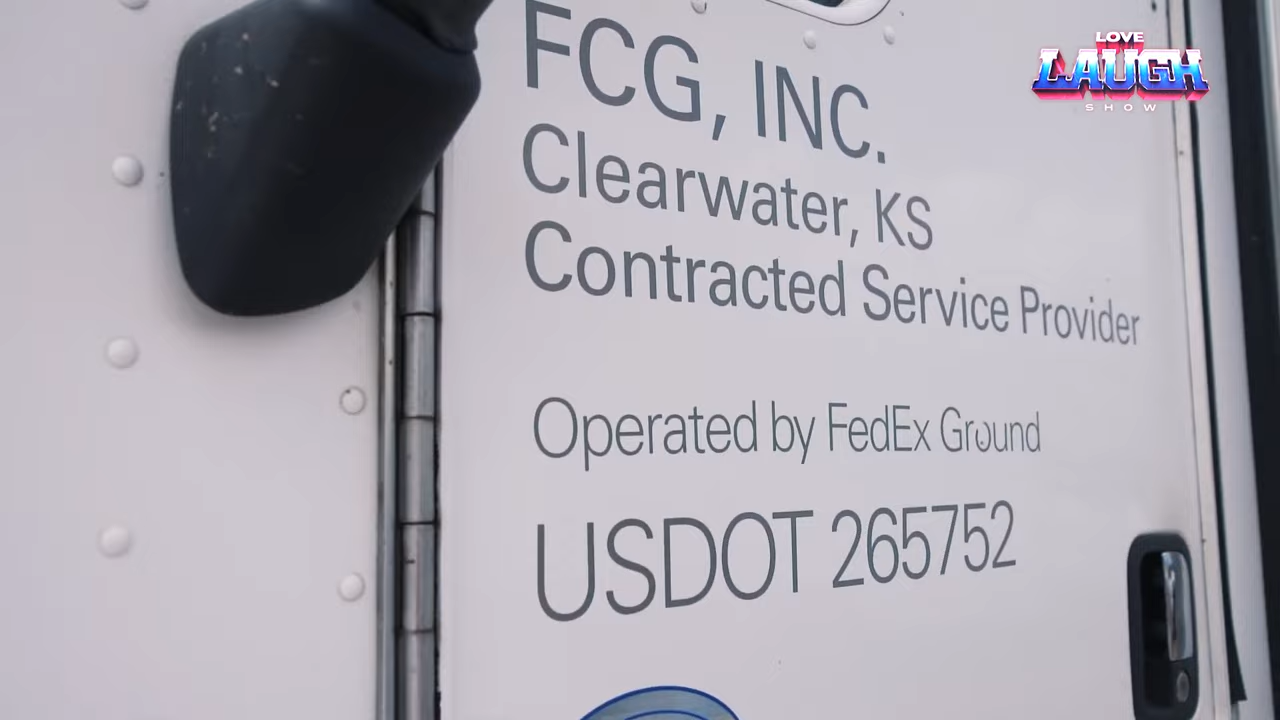 FCG, INC.
Clearwater, KS
Contracted Service Provider
Operated by FedEx Ground
USDOT 265752
LOVE
LAUGH
SHOW